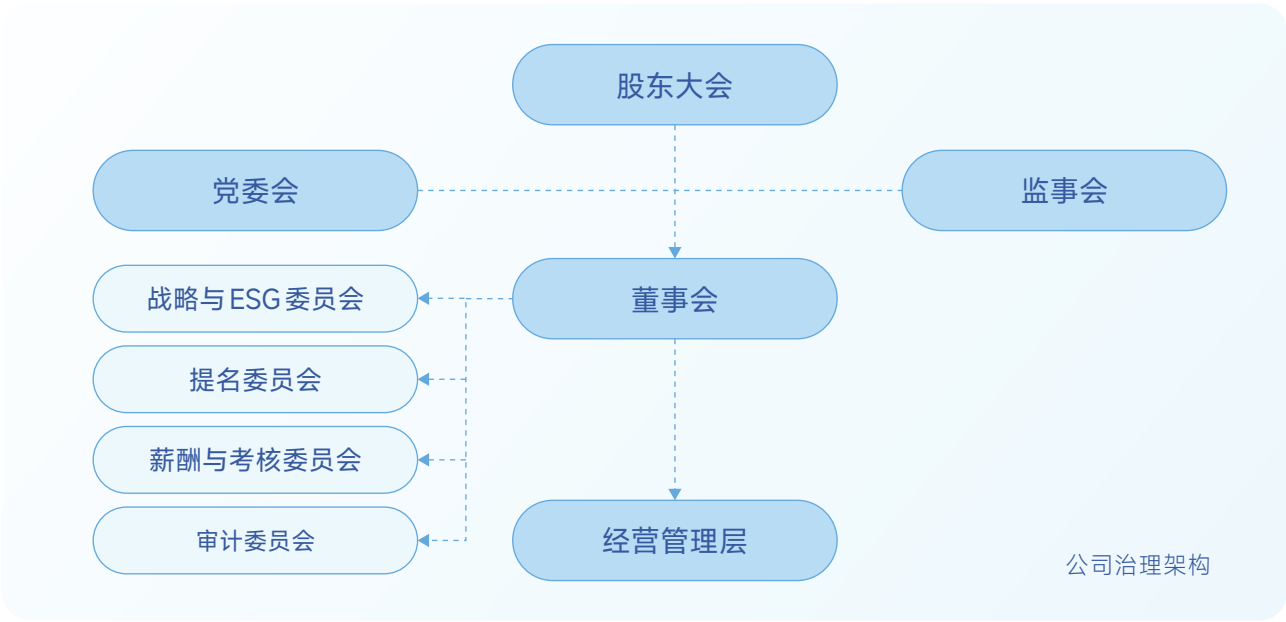 股东大会
党委会
监事会
董事会
战略与ESG委员会
提名委员会
薪酬与考核委员会
审计委员会
经营管理层
公司治理架构